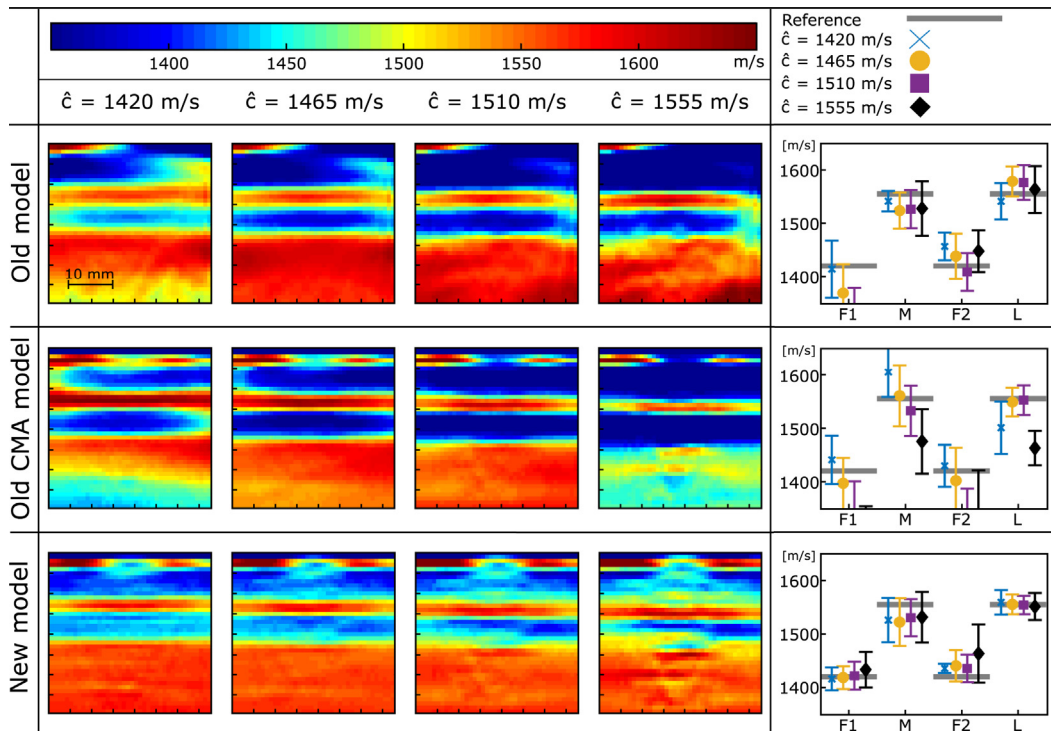 1400 1450 1500 1550 1600 m/s
ĉ = 1420 m/s ĉ = 1465 m/s ĉ = 1510 m/s ĉ = 1555 m/s
Reference
ĉ = 1420 m/s
ĉ = 1465 m/s
ĉ = 1510 m/s
ĉ = 1555 m/s
Old model
10 mm
[m/s]
1600
1500
1400
F1 M F2 L
Old CMA model
[m/s]
1600
1500
1400
F1 M F2 L
New model
[m/s]
1600
1500
1400
F1 M F2 L